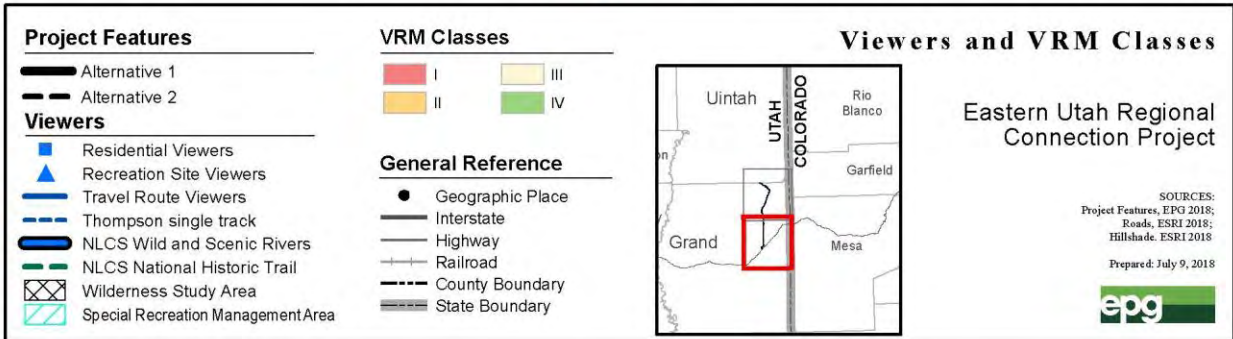 Project Features
Alternative 1
Alternative 2
Viewers
Residential Viewers
Recreation Site Viewers
Travel Route Viewers
Thompson single track
NLCS Wild and Scenic Rivers
NLCS National Historic Trail
Wilderness Study Area
Special Recreation Management Area
VRM Classes
I
III
II
IV
General Reference
Geographic Place
Interstate
Highway
Railroad
County Boundary
State Boundary
Uintah
UTAH
COLORADO
Rio
Blanco
on
Garfield
Grand
Mesa
Viewers and VRM Classes
Eastern Utah Regional
Connection Project
SOURCES:
Project Features, EPG 2018;
Roads, ESRI 2018;
Hillshade. ESRI 2018
Prepared: July 9, 2018
epg